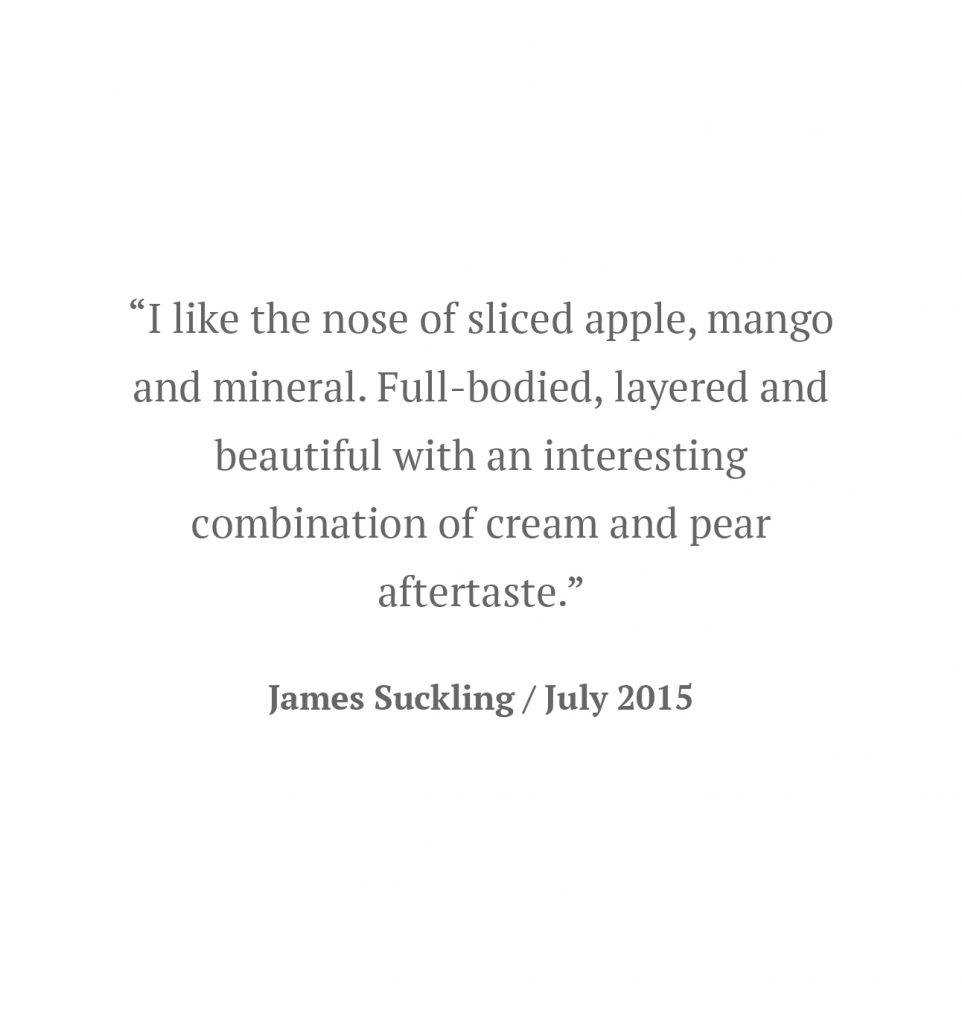 “I like the nose of sliced apple, mango
and mineral. Full-bodied, layered and
beautiful with an interesting
combination of cream and pear
aftertaste.”
James Suckling / July 2015